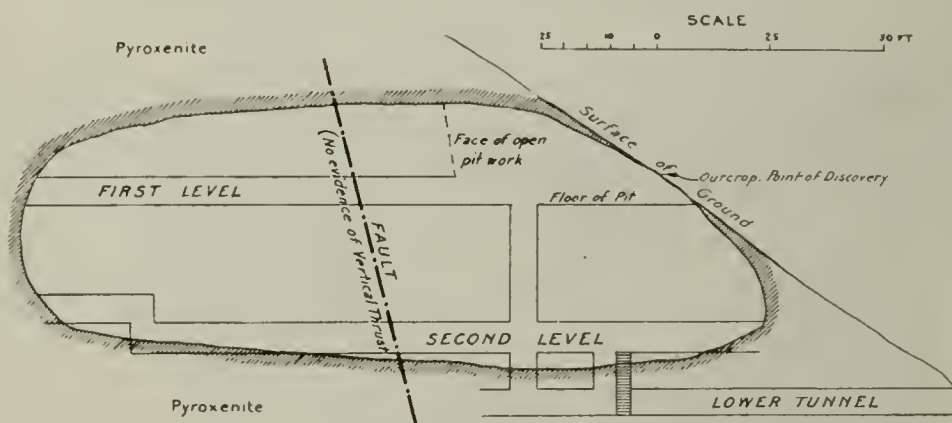 SCALE
25 10 0 25 50 FT
Pyroxenite
Surface of Ground
Face of open
pit work
Ourcrop, Point of Discovery
FIRST LEVEL
Floor of Pit
FAULT
(No evidence of Vertical Thrust
SECOND LEVEL
Pyroxenite
LOWER TUNNEL